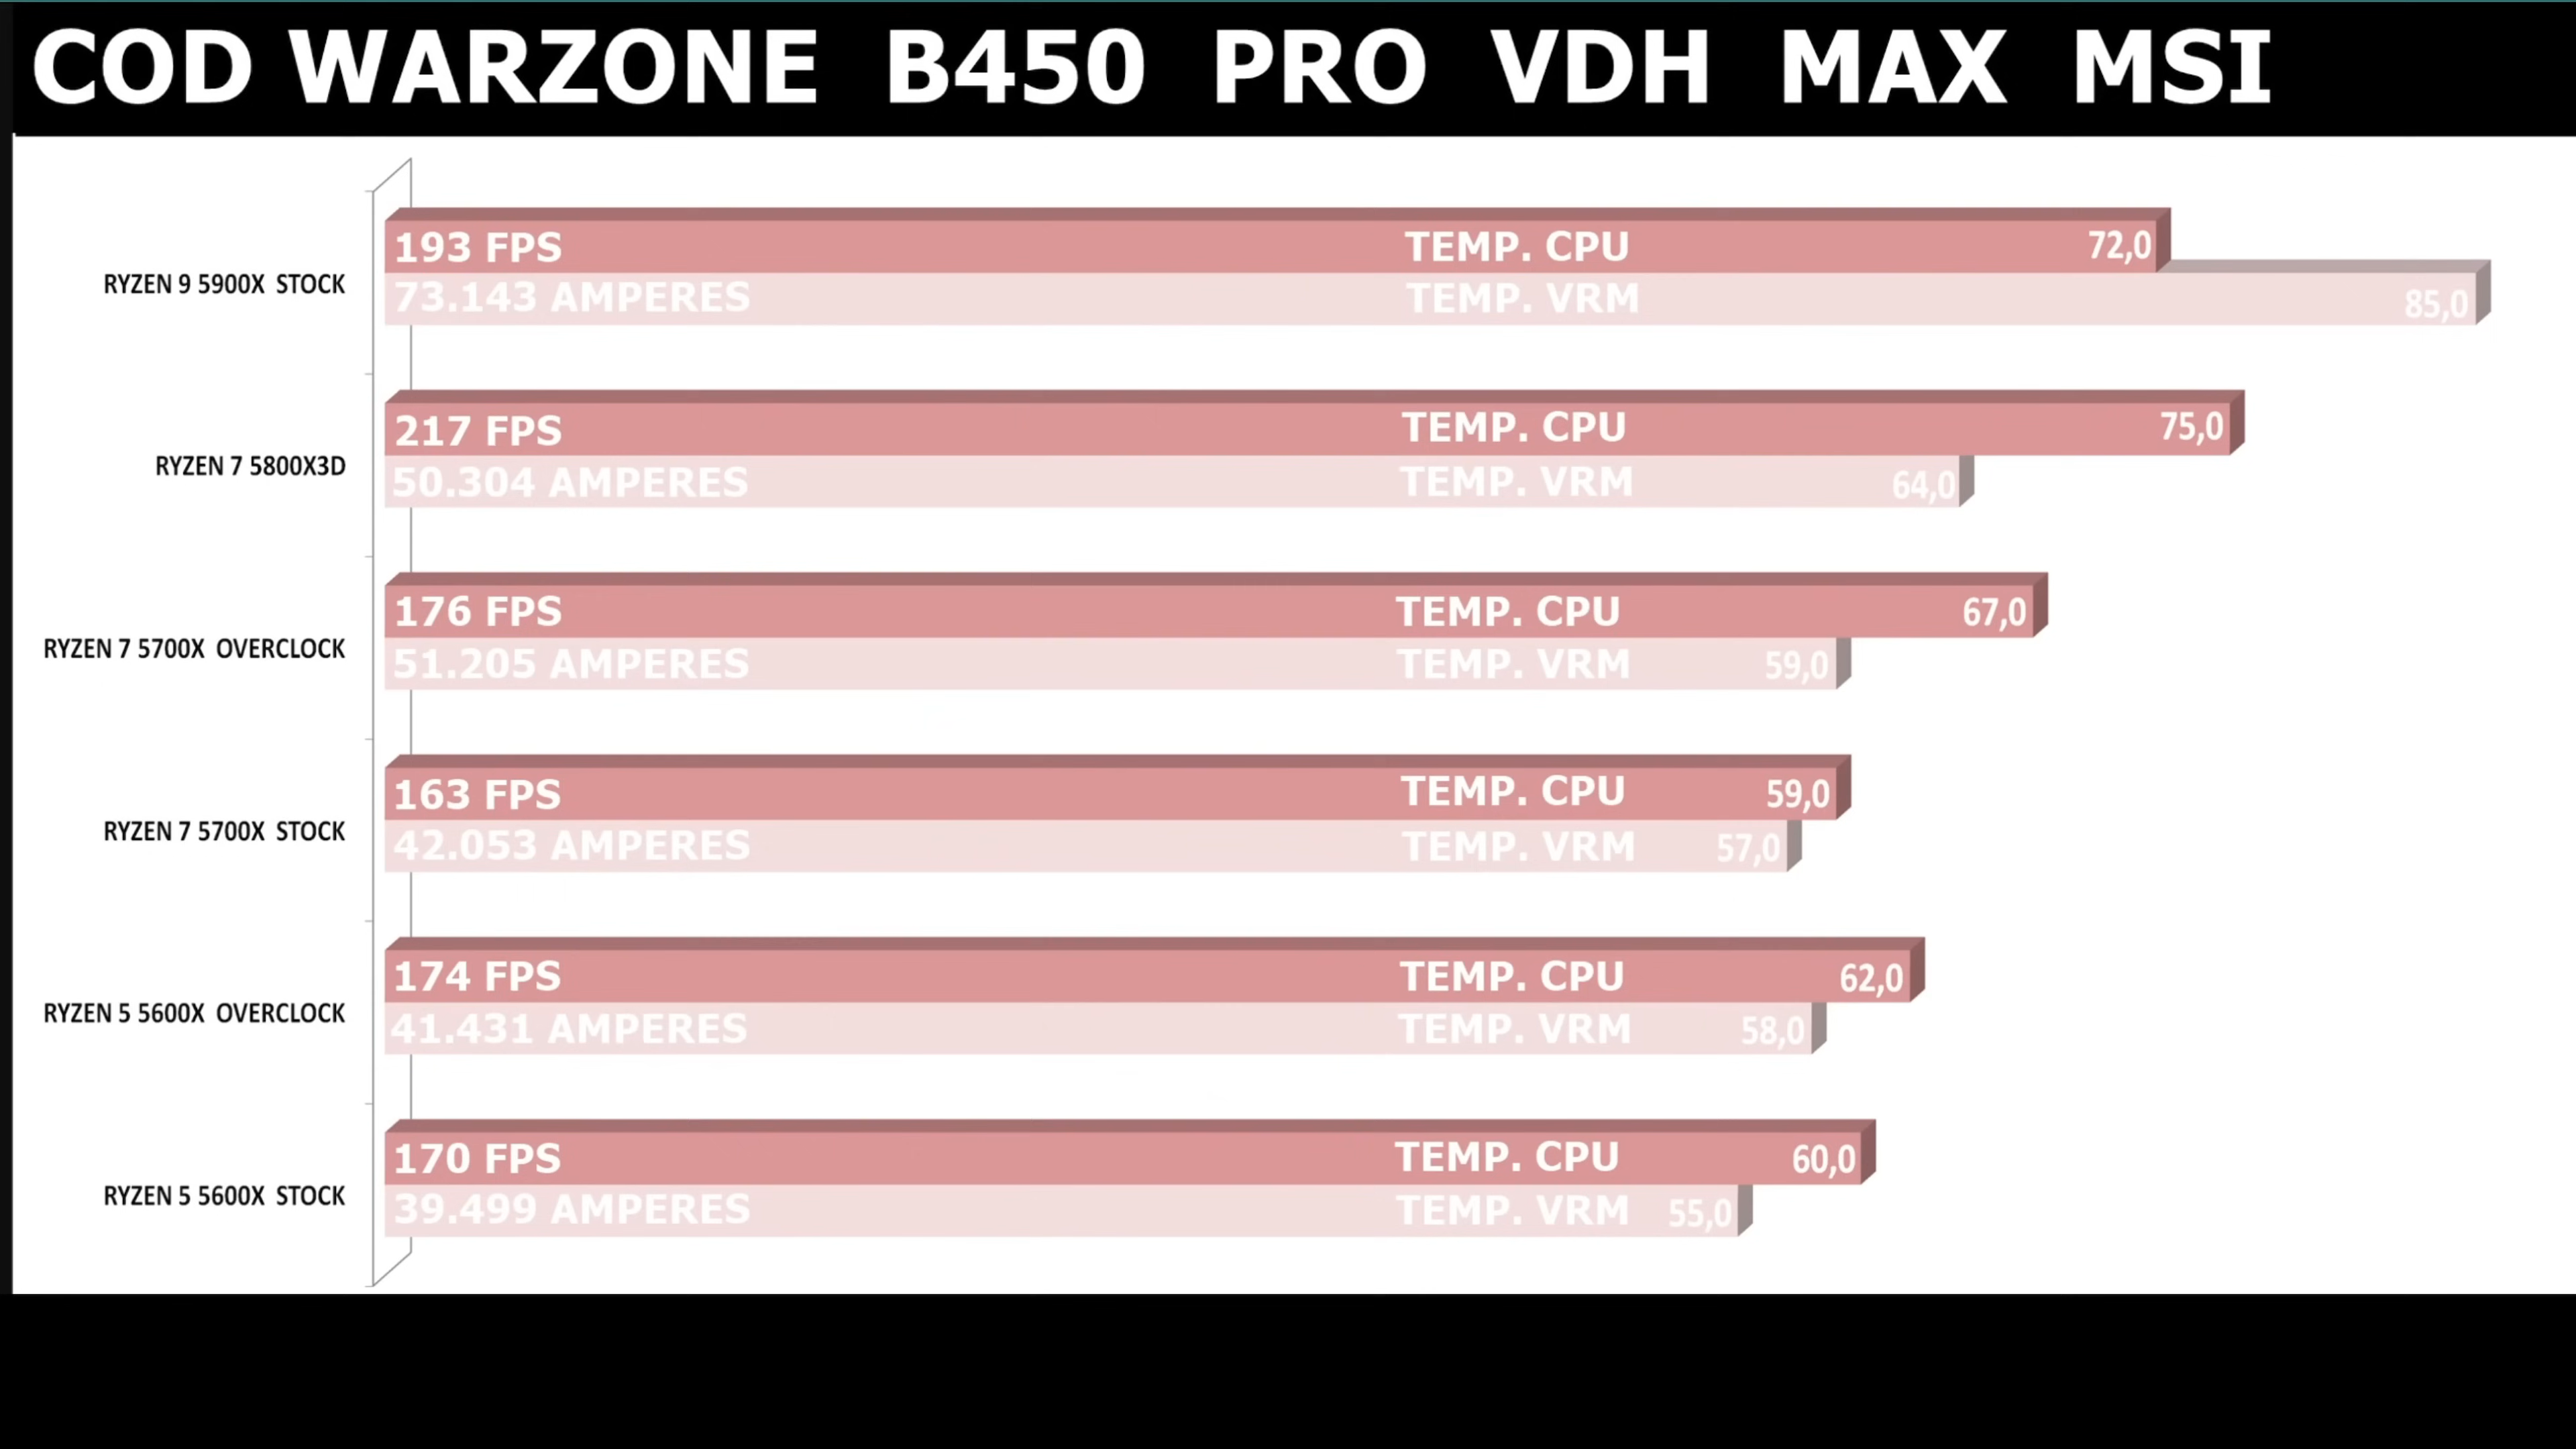 COD WARZONE B450 PRO VDH MAX MSI
RYZEN 9 5900X STOCK
193 FPS TEMP. CPU 72,0
73.143 AMPERES TEMP. VRM 85,0
RYZEN 7 5800X3D
217 FPS TEMP. CPU 75,0
50.304 AMPERES TEMP. VRM 64,0
RYZEN 7 5700X OVERCLOCK
176 FPS TEMP. CPU 67,0
51.205 AMPERES TEMP. VRM 59,0
RYZEN 7 5700X STOCK
163 FPS TEMP. CPU 59,0
42.053 AMPERES TEMP. VRM 57,0
RYZEN 5 5600X OVERCLOCK
174 FPS TEMP. CPU 62,0
41.431 AMPERES TEMP. VRM 58,0
RYZEN 5 5600X STOCK
170 FPS TEMP. CPU 60,0
39.499 AMPERES TEMP. VRM 55,0